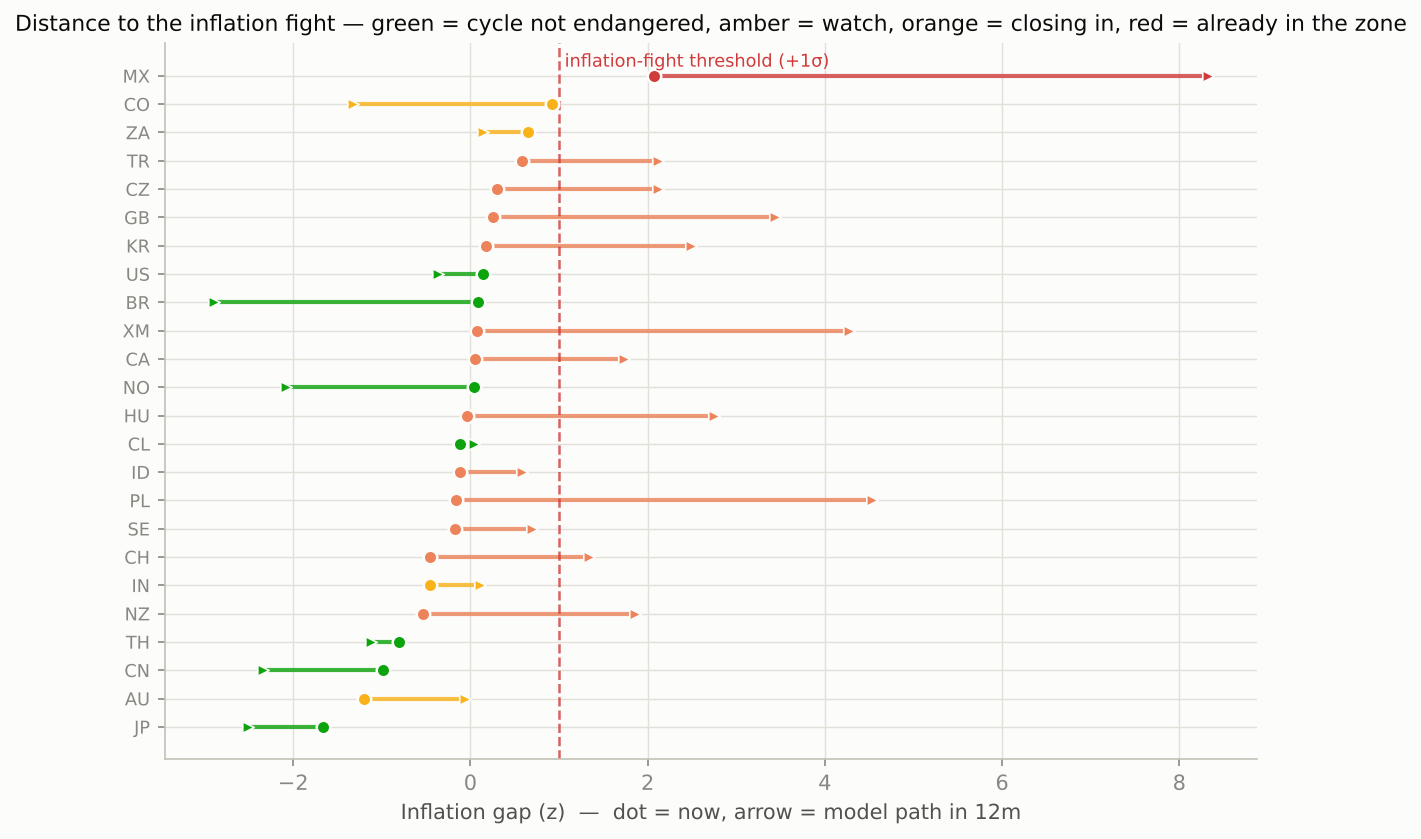 Distance to the inflation fight — green = cycle not endangered, amber = watch, orange = closing in, red = already in the zone
inflation-fight threshold (+1σ)
MX
CO
ZA
TR
CZ
GB
KR
US
BR
XM
CA
NO
HU
CL
ID
PL
SE
CH
IN
NZ
TH
CN
AU
JP
−2 0 2 4 6 8
Inflation gap (z) — dot = now, arrow = model path in 12m